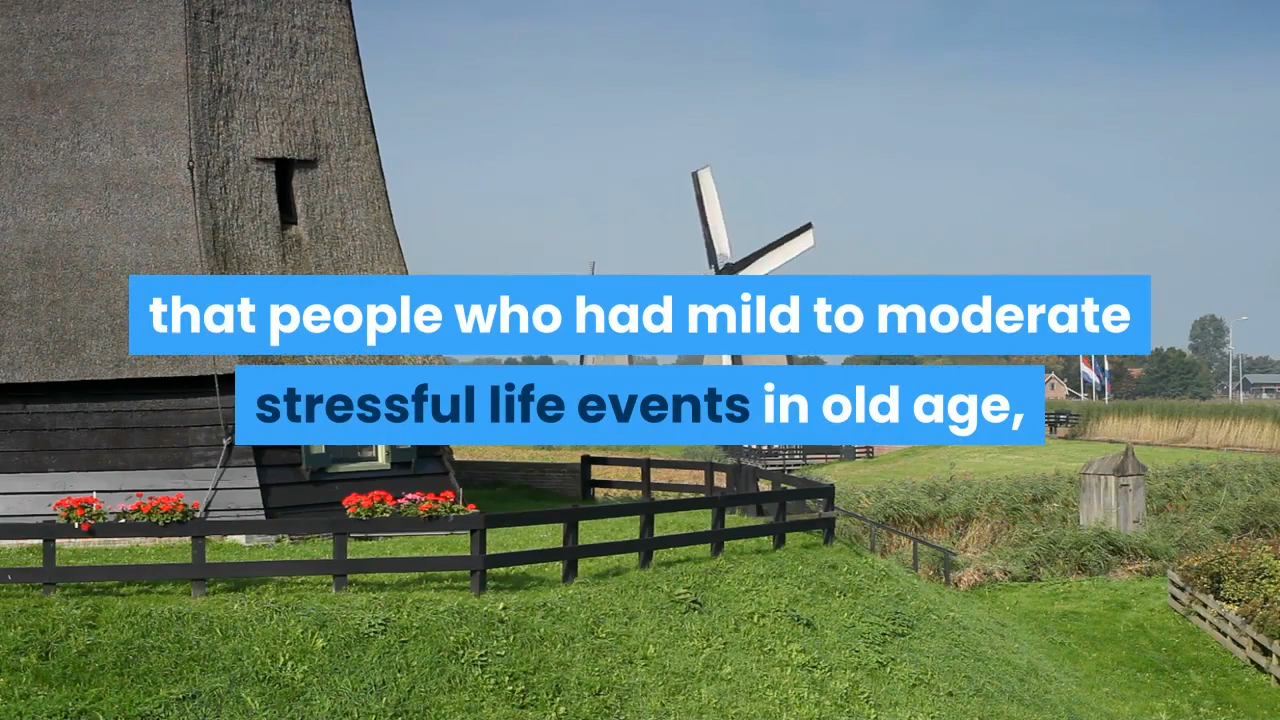 that people who had mild to moderate
stressful life events in old age,